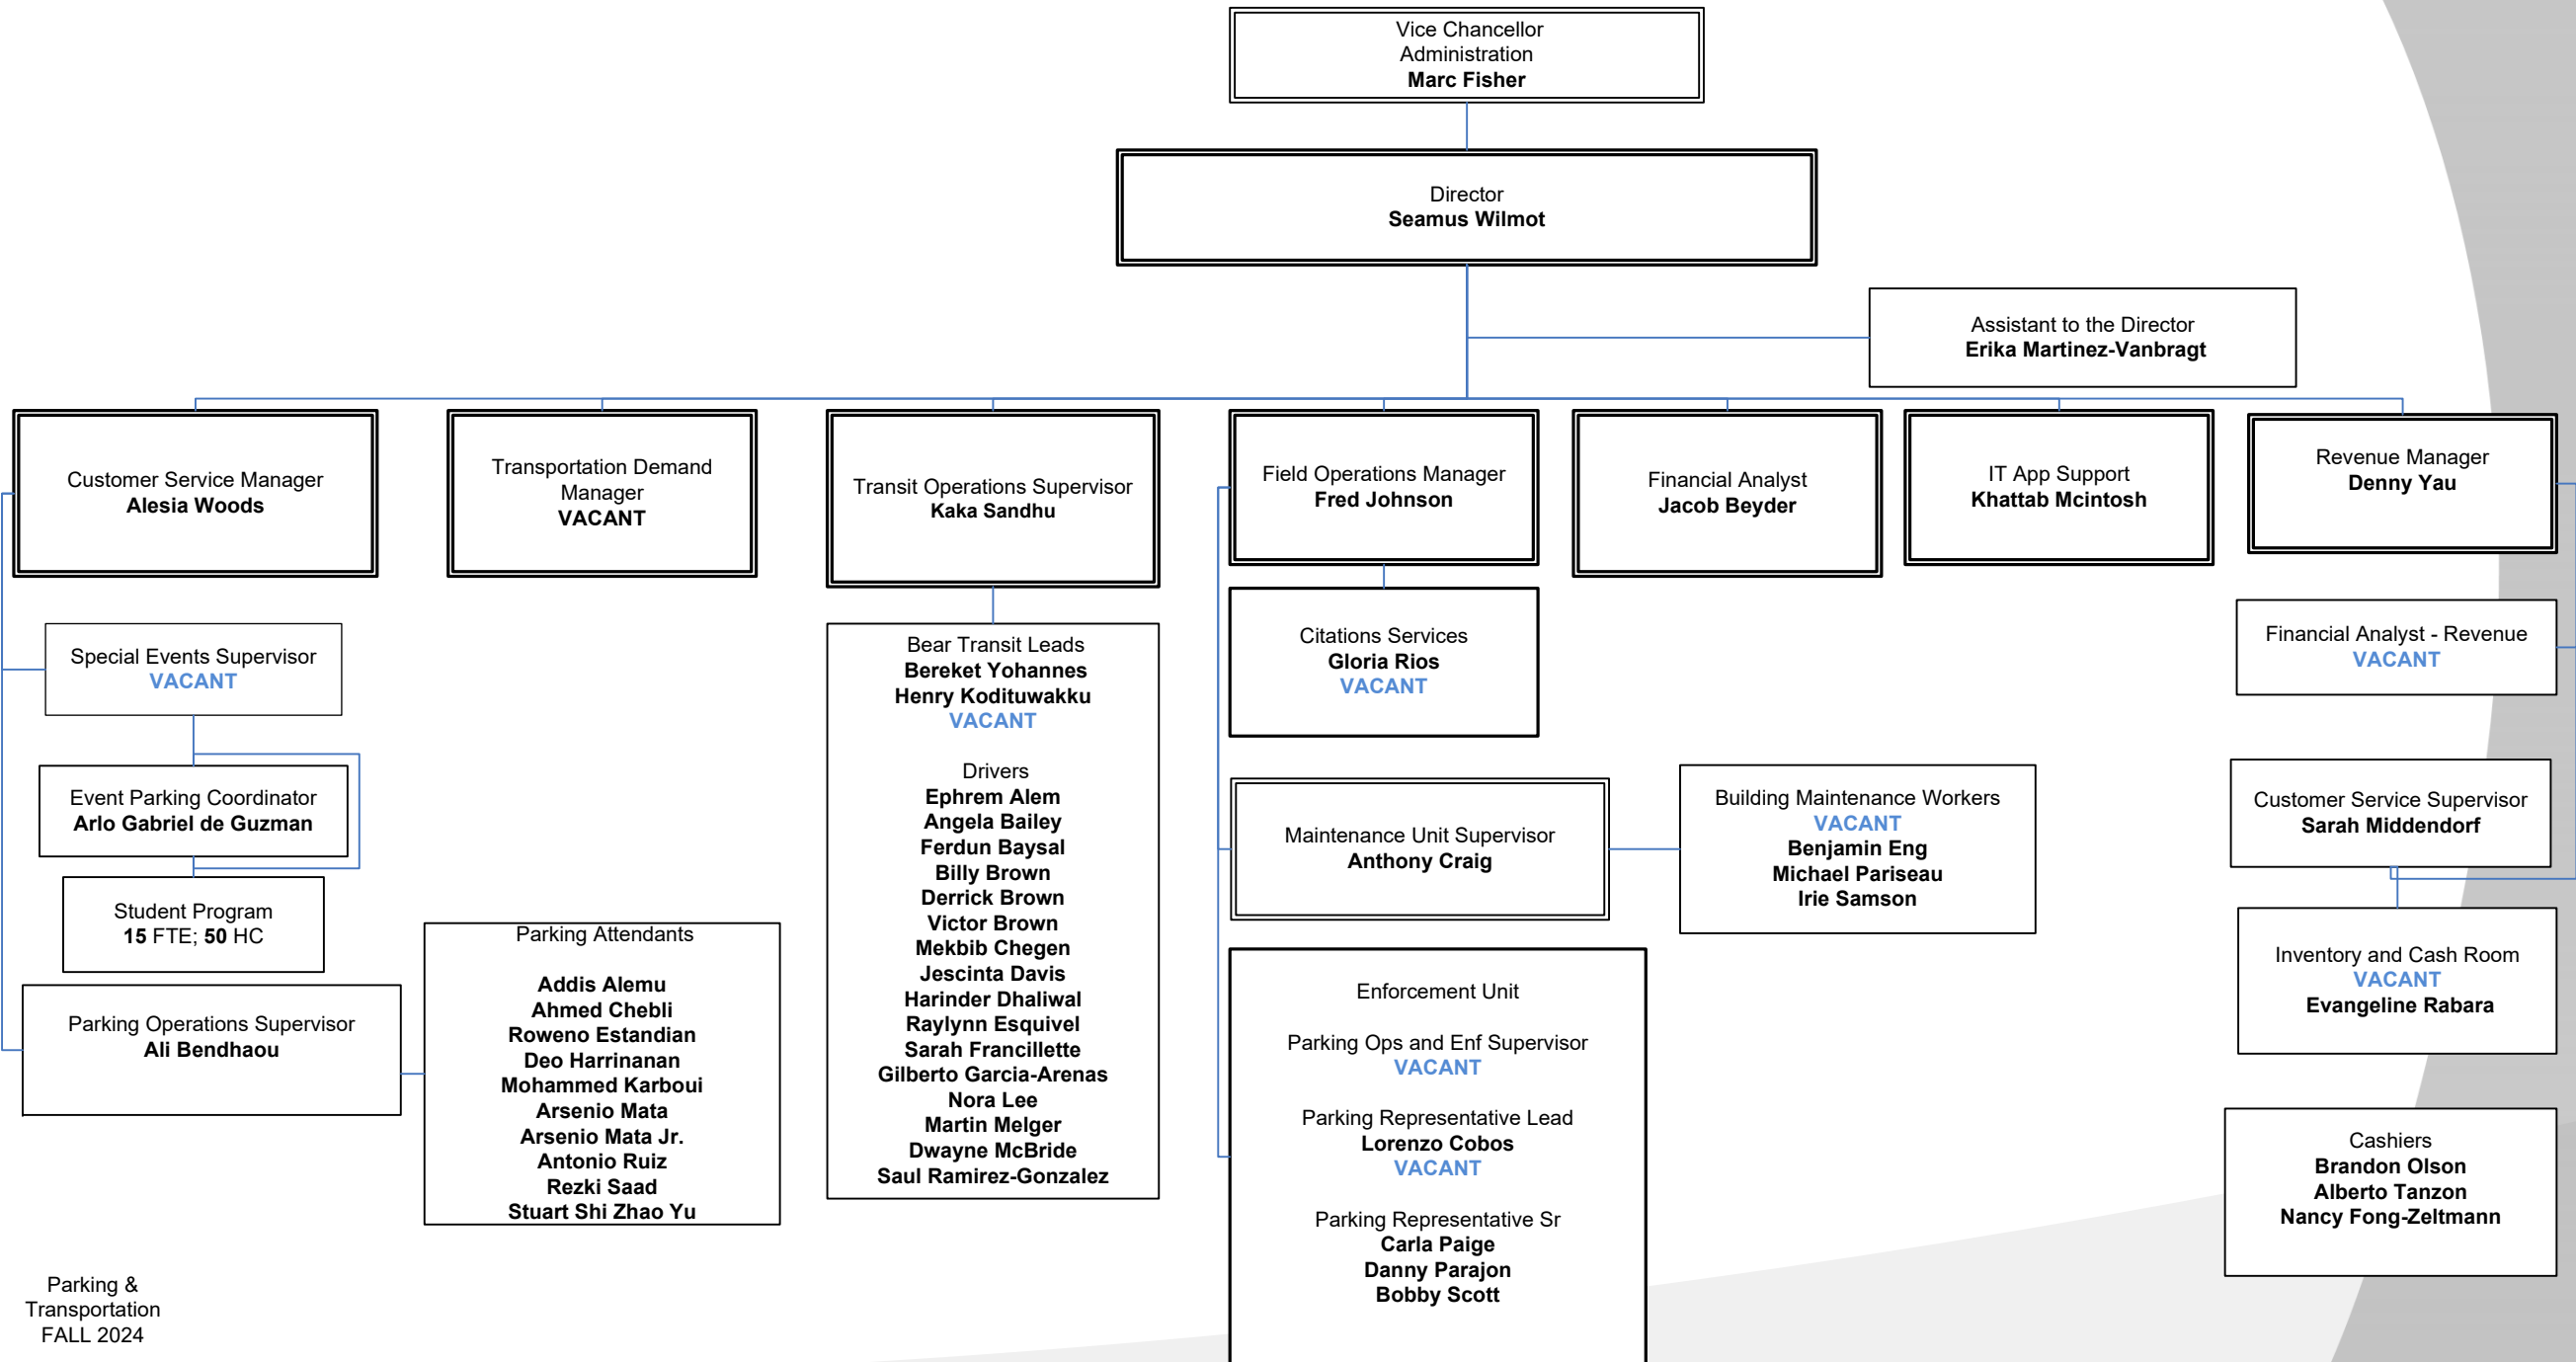 Vice Chancellor
Administration
Marc Fisher
Director
Seamus Wilmot
Assistant to the Director
Erika Martinez-Vanbragt
Customer Service Manager
Alesia Woods
Transportation Demand
Manager
VACANT
Transit Operations Supervisor
Kaka Sandhu
Field Operations Manager
Fred Johnson
Financial Analyst
Jacob Beyder
IT App Support
Khattab Mcintosh
Revenue Manager
Denny Yau
Special Events Supervisor
VACANT
Event Parking Coordinator
Arlo Gabriel de Guzman
Student Program
15 FTE; 50 HC
Parking Operations Supervisor
Ali Bendhaou
Parking Attendants
Addis Alemu
Ahmed Chebli
Roweno Estandian
Deo Harrinanan
Mohammed Karboui
Arsenio Mata
Arsenio Mata Jr.
Antonio Ruiz
Rezki Saad
Stuart Shi Zhao Yu
Bear Transit Leads
Bereket Yohannes
Henry Kodituwakku
VACANT
Drivers
Ephrem Alem
Angela Bailey
Ferdun Baysal
Billy Brown
Derrick Brown
Victor Brown
Mekbib Chegen
Jescinta Davis
Harinder Dhaliwal
Raylynn Esquivel
Sarah Francillette
Gilberto Garcia-Arenas
Nora Lee
Martin Melger
Dwayne McBride
Saul Ramirez-Gonzalez
Citations Services
Gloria Rios
VACANT
Maintenance Unit Supervisor
Anthony Craig
Building Maintenance Workers
VACANT
Benjamin Eng
Michael Pariseau
Irie Samson
Enforcement Unit
Parking Ops and Enf Supervisor
VACANT
Parking Representative Lead
Lorenzo Cobos
VACANT
Parking Representative Sr
Carla Paige
Danny Parajon
Bobby Scott
Financial Analyst - Revenue
VACANT
Customer Service Supervisor
Sarah Middendorf
Inventory and Cash Room
VACANT
Evangeline Rabara
Cashiers
Brandon Olson
Alberto Tanzon
Nancy Fong-Zeltmann
Parking &
Transportation
FALL 2024